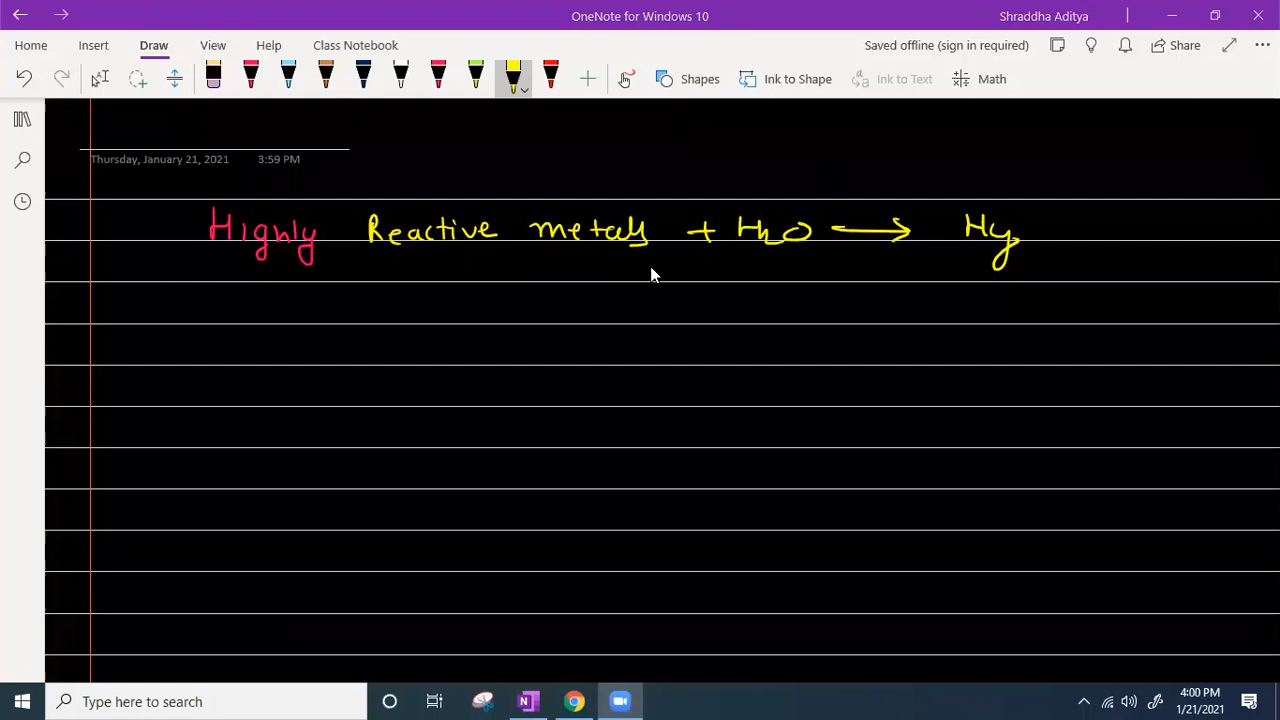 OneNote for Windows 10
Shraddha Aditya
Home Insert Draw View Help Class Notebook
Saved offline (sign in required) Share
Shapes Ink to Shape Ink to Text Math
Thursday, January 21, 2021 3:59 PM
Highly Reactive metals + H2O → Hy
Type here to search
4:00 PM
1/21/2021